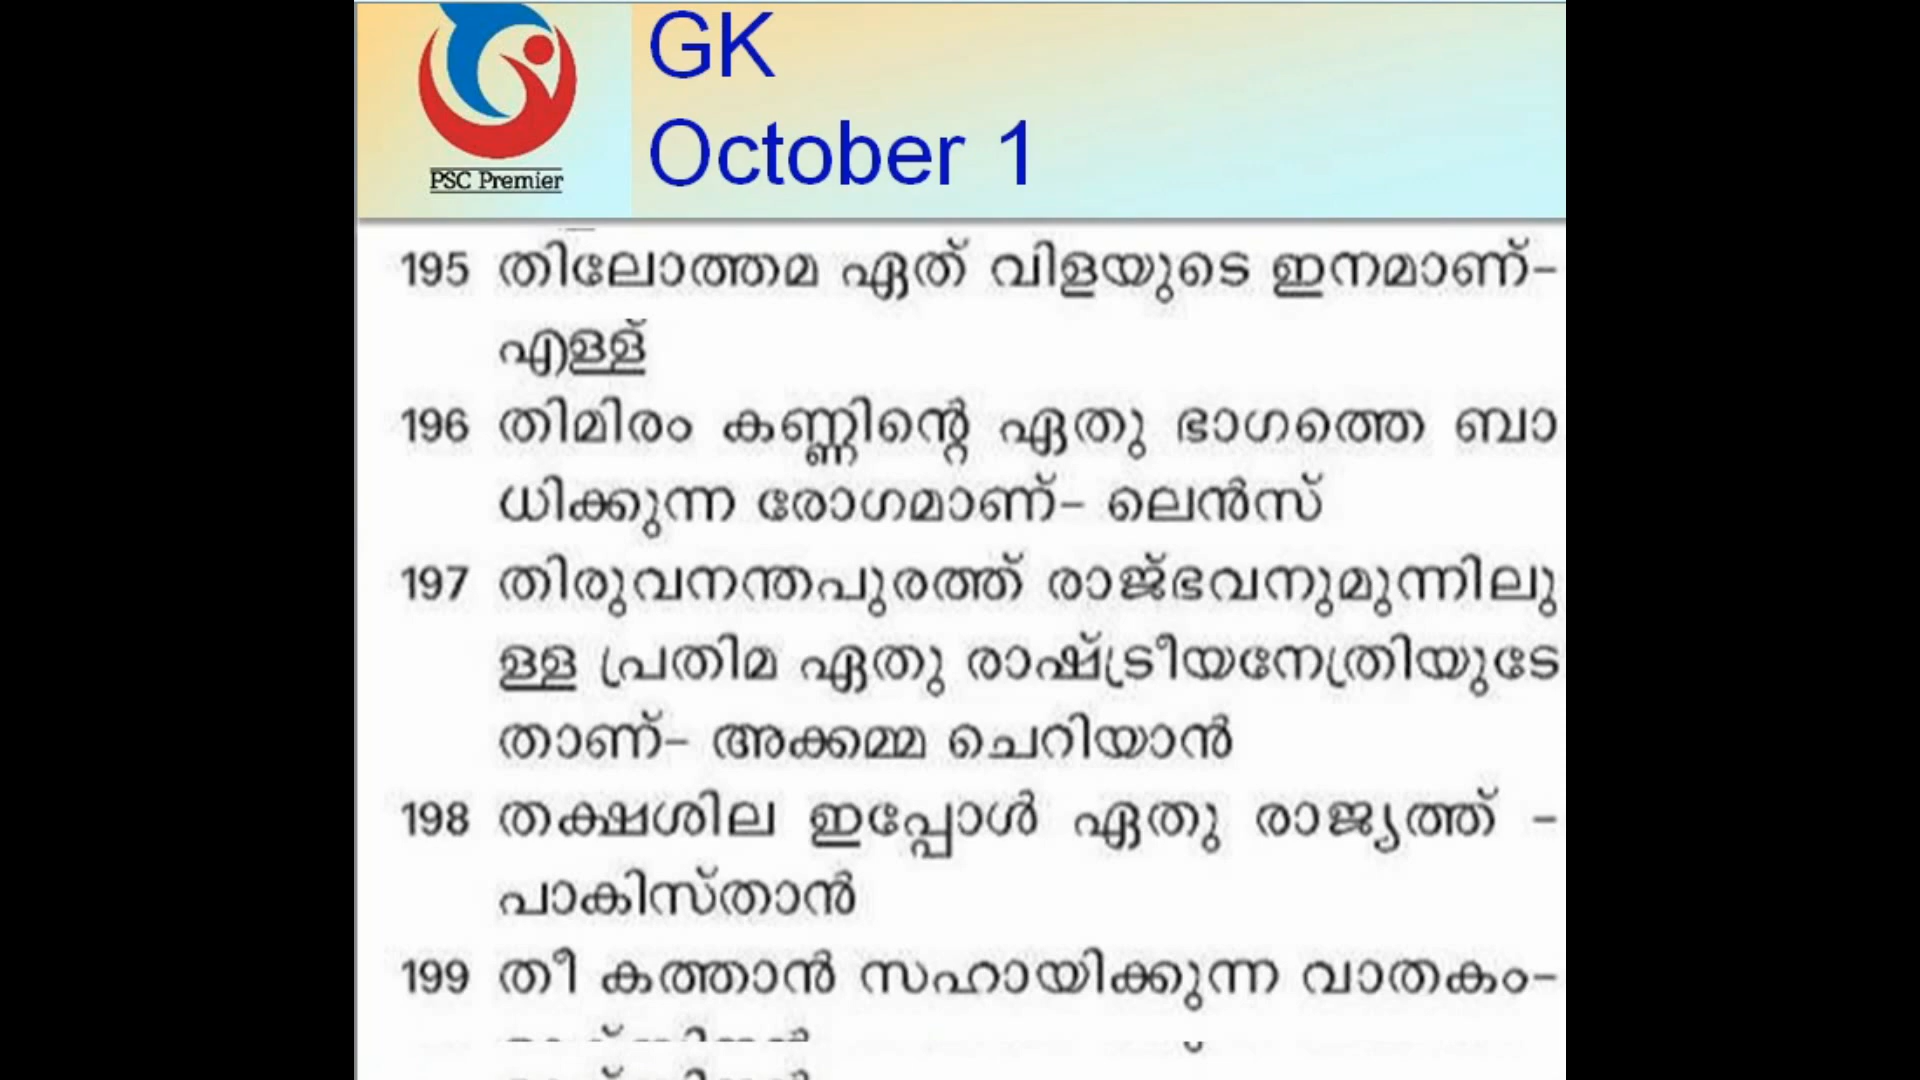 GK
October 1
PSC Premier
195 തിലോത്തമ ഏത് വിളയുടെ ഇനമാണ്-
എള്ള്
196 തിമിരം കണ്ണിന്റെ ഏതു ഭാഗത്തെ ബാ
ധിക്കുന്ന രോഗമാണ്- ലെൻസ്
197 തിരുവനന്തപുരത്ത് രാജ്ഭവനുമുന്നിലു
ള്ള പ്രതിമ ഏതു രാഷ്ട്രീയനേത്രിയുടേ
താണ്- അക്കമ്മ ചെറിയാൻ
198 തക്ഷശില ഇപ്പോൾ ഏതു രാജ്യത്ത് -
പാകിസ്താൻ
199 തീ കത്താൻ സഹായിക്കുന്ന വാതകം-